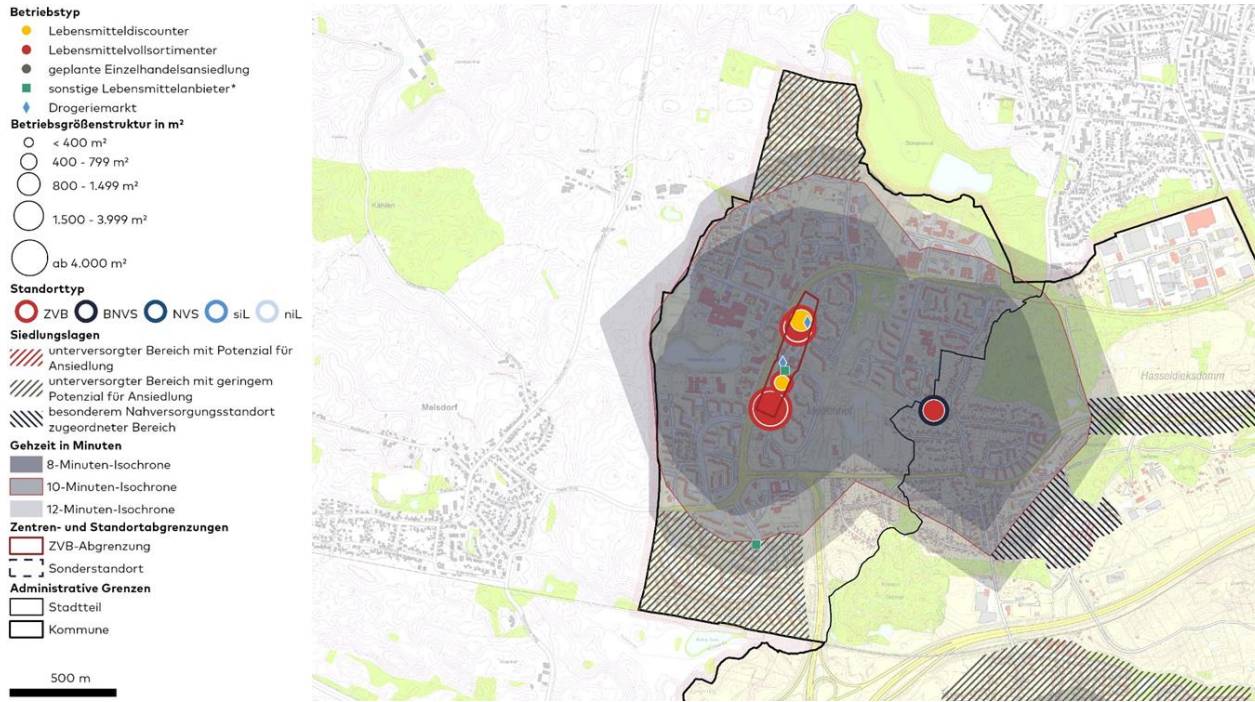 Betriebstyp
Lebensmitteldiscounter
Lebensmittelvollsortimenter
geplante Einzelhandelsansiedlung
sonstige Lebensmittelanbieter*
Drogeriemarkt
Betriebsgrößenstruktur in m²
< 400 m²
400 - 799 m²
800 - 1.499 m²
1.500 - 3.999 m²
ab 4.000 m²
Standorttyp
ZVB BNVS NVS siL niL
Siedlungslagen
unterversorgter Bereich mit Potenzial für
Ansiedlung
unterversorgter Bereich mit geringem
Potenzial für Ansiedlung
besonderem Nahversorgungsstandort
zugeordneter Bereich
Gehzeit in Minuten
8-Minuten-Isochrone
10-Minuten-Isochrone
12-Minuten-Isochrone
Zentren- und Standortabgrenzungen
ZVB-Abgrenzung
Sonderstandort
Administrative Grenzen
Stadtteil
Kommune
500 m
Kählen
Melsdorf
Hasseldieksdamm